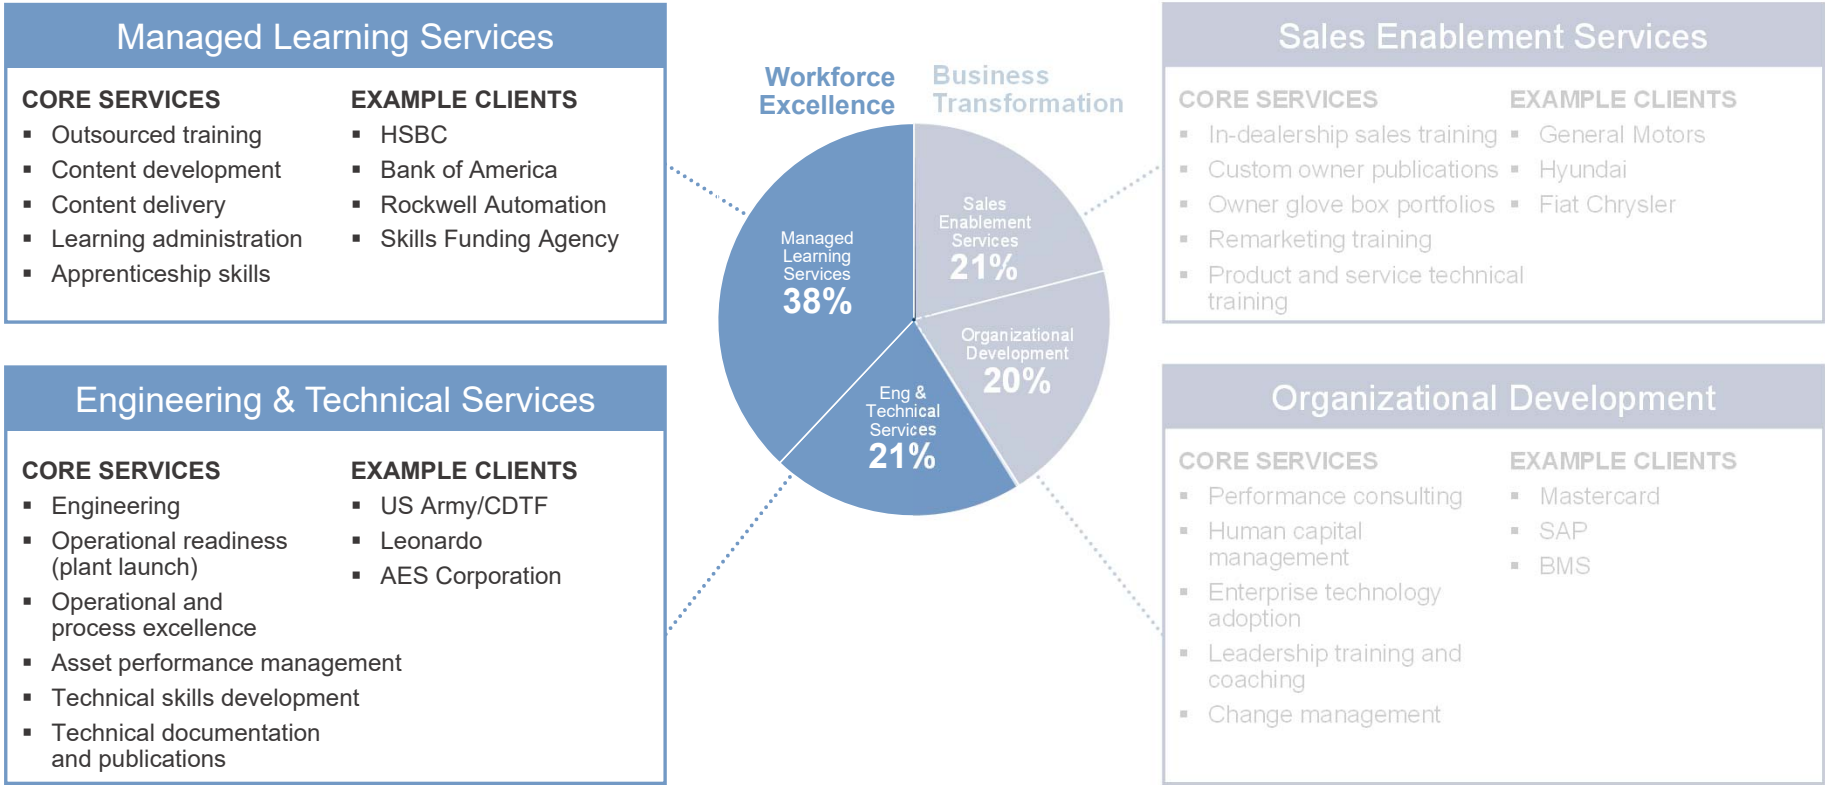 Managed Learning Services
CORE SERVICES
▪ Outsourced training
▪ Content development
▪ Content delivery
▪ Learning administration
▪ Apprenticeship skills
EXAMPLE CLIENTS
▪ HSBC
▪ Bank of America
▪ Rockwell Automation
▪ Skills Funding Agency
Engineering & Technical Services
CORE SERVICES
▪ Engineering
▪ Operational readiness
(plant launch)
▪ Operational and
process excellence
▪ Asset performance management
▪ Technical skills development
▪ Technical documentation
and publications
EXAMPLE CLIENTS
▪ US Army/CDTF
▪ Leonardo
▪ AES Corporation
Workforce
Excellence
Business
Transformation
Managed
Learning
Services
38%
Sales
Enablement
Services
21%
Organizational
Development
20%
Eng &
Technical
Services
21%
Sales Enablement Services
CORE SERVICES
▪ In-dealership sales training
▪ Custom owner publications
▪ Owner glove box portfolios
▪ Remarketing training
▪ Product and service technical
training
EXAMPLE CLIENTS
▪ General Motors
▪ Hyundai
▪ Fiat Chrysler
Organizational Development
CORE SERVICES
▪ Performance consulting
▪ Human capital
management
▪ Enterprise technology
adoption
▪ Leadership training and
coaching
▪ Change management
EXAMPLE CLIENTS
▪ Mastercard
▪ SAP
▪ BMS